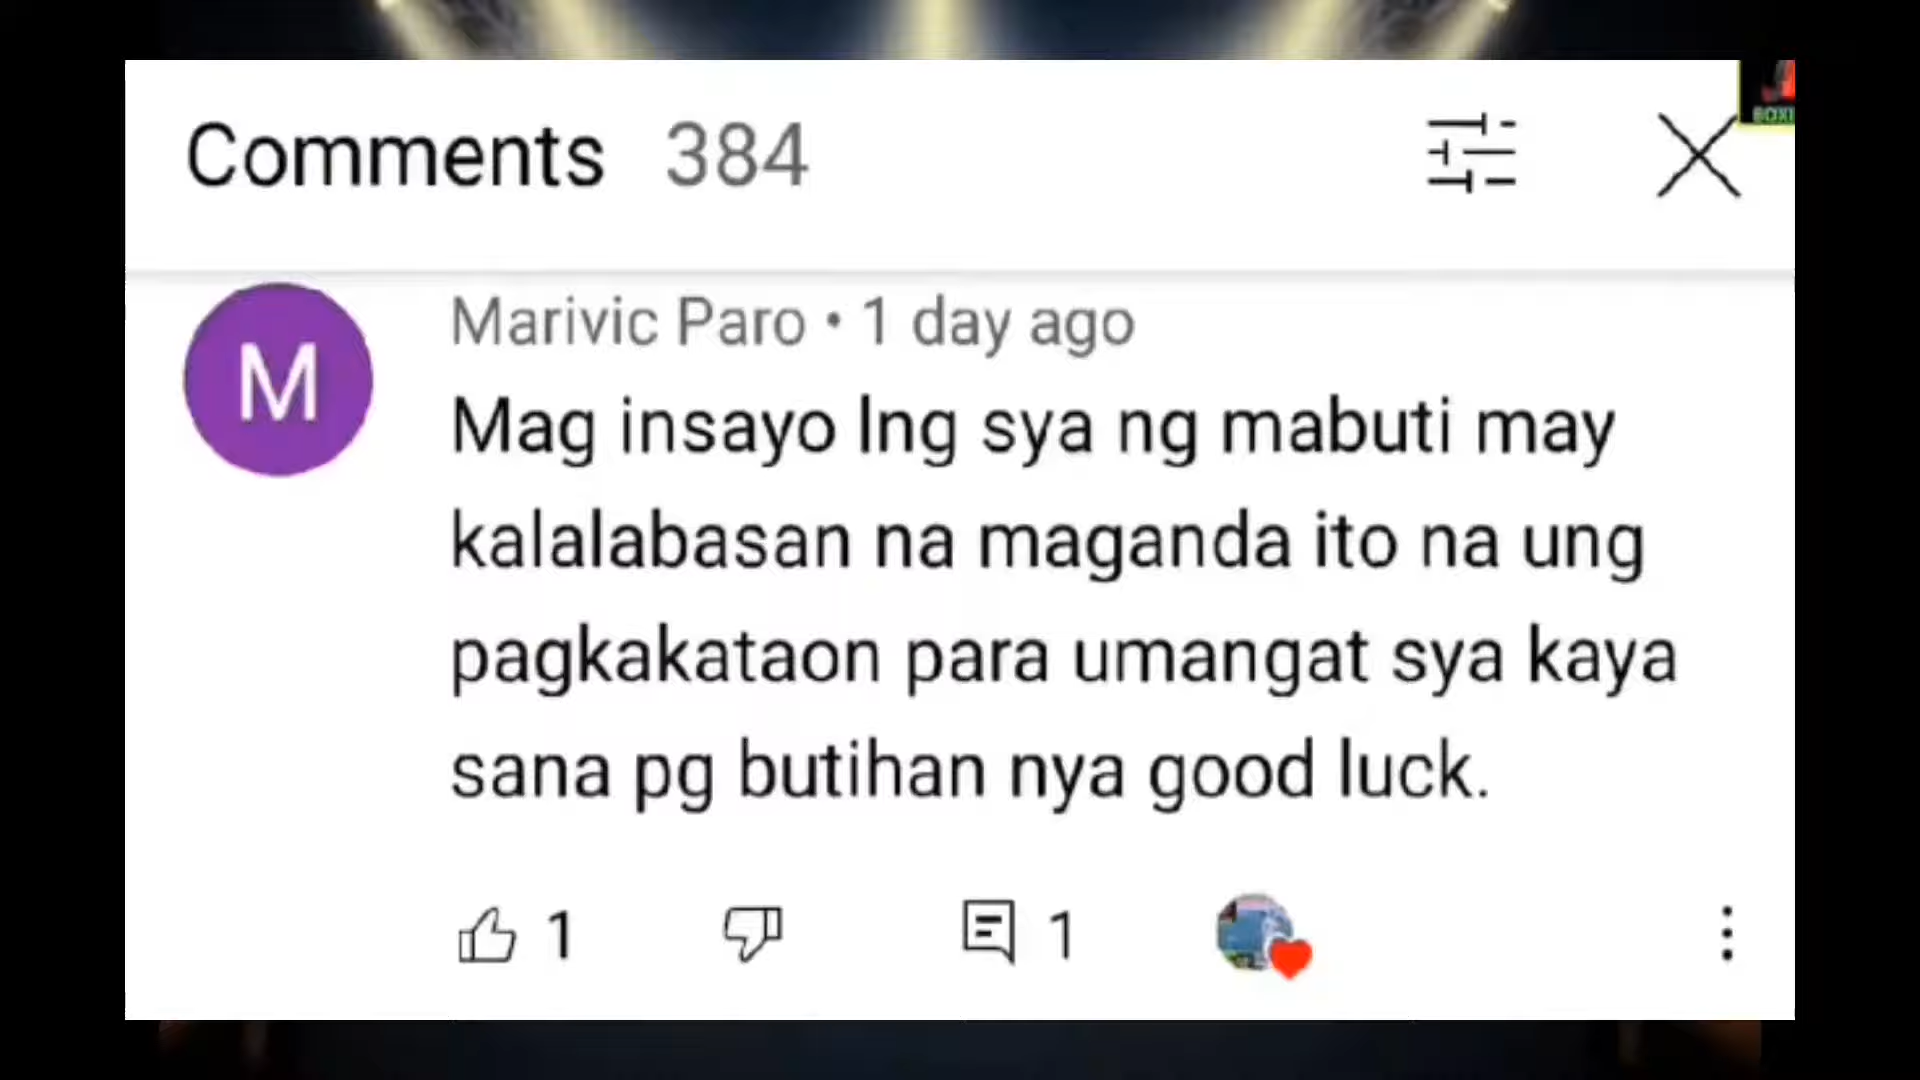 Comments 384
BOXI
M
Marivic Paro • 1 day ago
Mag insayo lng sya ng mabuti may
kalalabasan na maganda ito na ung
pagkakataon para umangat sya kaya
sana pg butihan nya good luck.
1 1